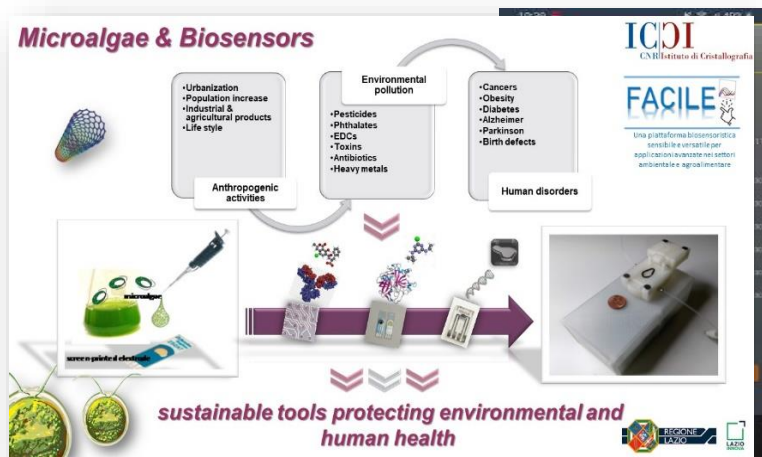 Microalgae & Biosensors
IC
CNR Istituto di Cristallografia
FACILE
Una piattaforma biosensoristica
sensibile e versatile per
applicazioni avanzate nei settori
ambientale e agroalimentare
•Urbanization
•Population increase
•Industrial &
agricultural products
•Life style
Anthropogenic
activities
Environmental
pollution
•Pesticides
•Phthalates
•EDCs
•Toxins
•Antibiotics
•Heavy metals
•Cancers
•Obesity
•Diabetes
•Alzheimer
•Parkinson
•Birth defects
Human disorders
microalgae
screen-printed electrode
sustainable tools protecting environmental and
human health
REGIONE
LAZIO
LAZIO
INNOVA